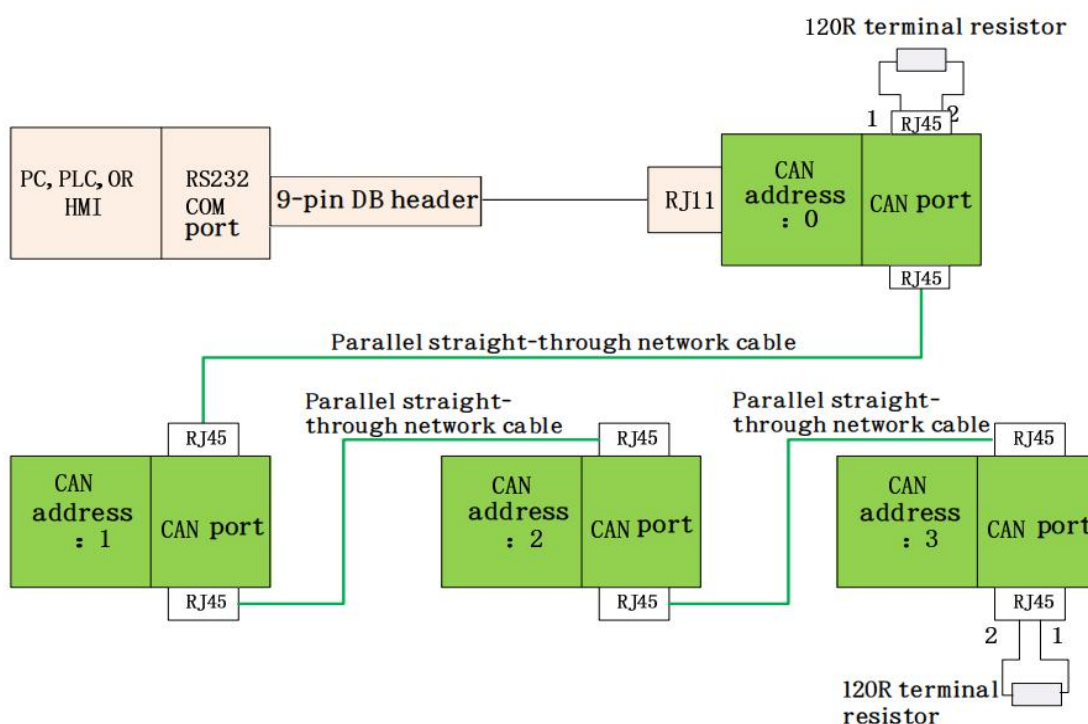 120R terminal resistor
1
2
RJ45
PC, PLC, OR
HMI
RS232
COM
port
9-pin DB header
RJ11
CAN
address
: 0
CAN port
RJ45
Parallel straight-through network cable
Parallel straight-
through network cable
Parallel straight-
through network cable
RJ45
RJ45
RJ45
CAN
address
: 1
CAN port
CAN
address
: 2
CAN port
CAN
address
: 3
CAN port
RJ45
RJ45
RJ45
2
1
120R terminal
resistor